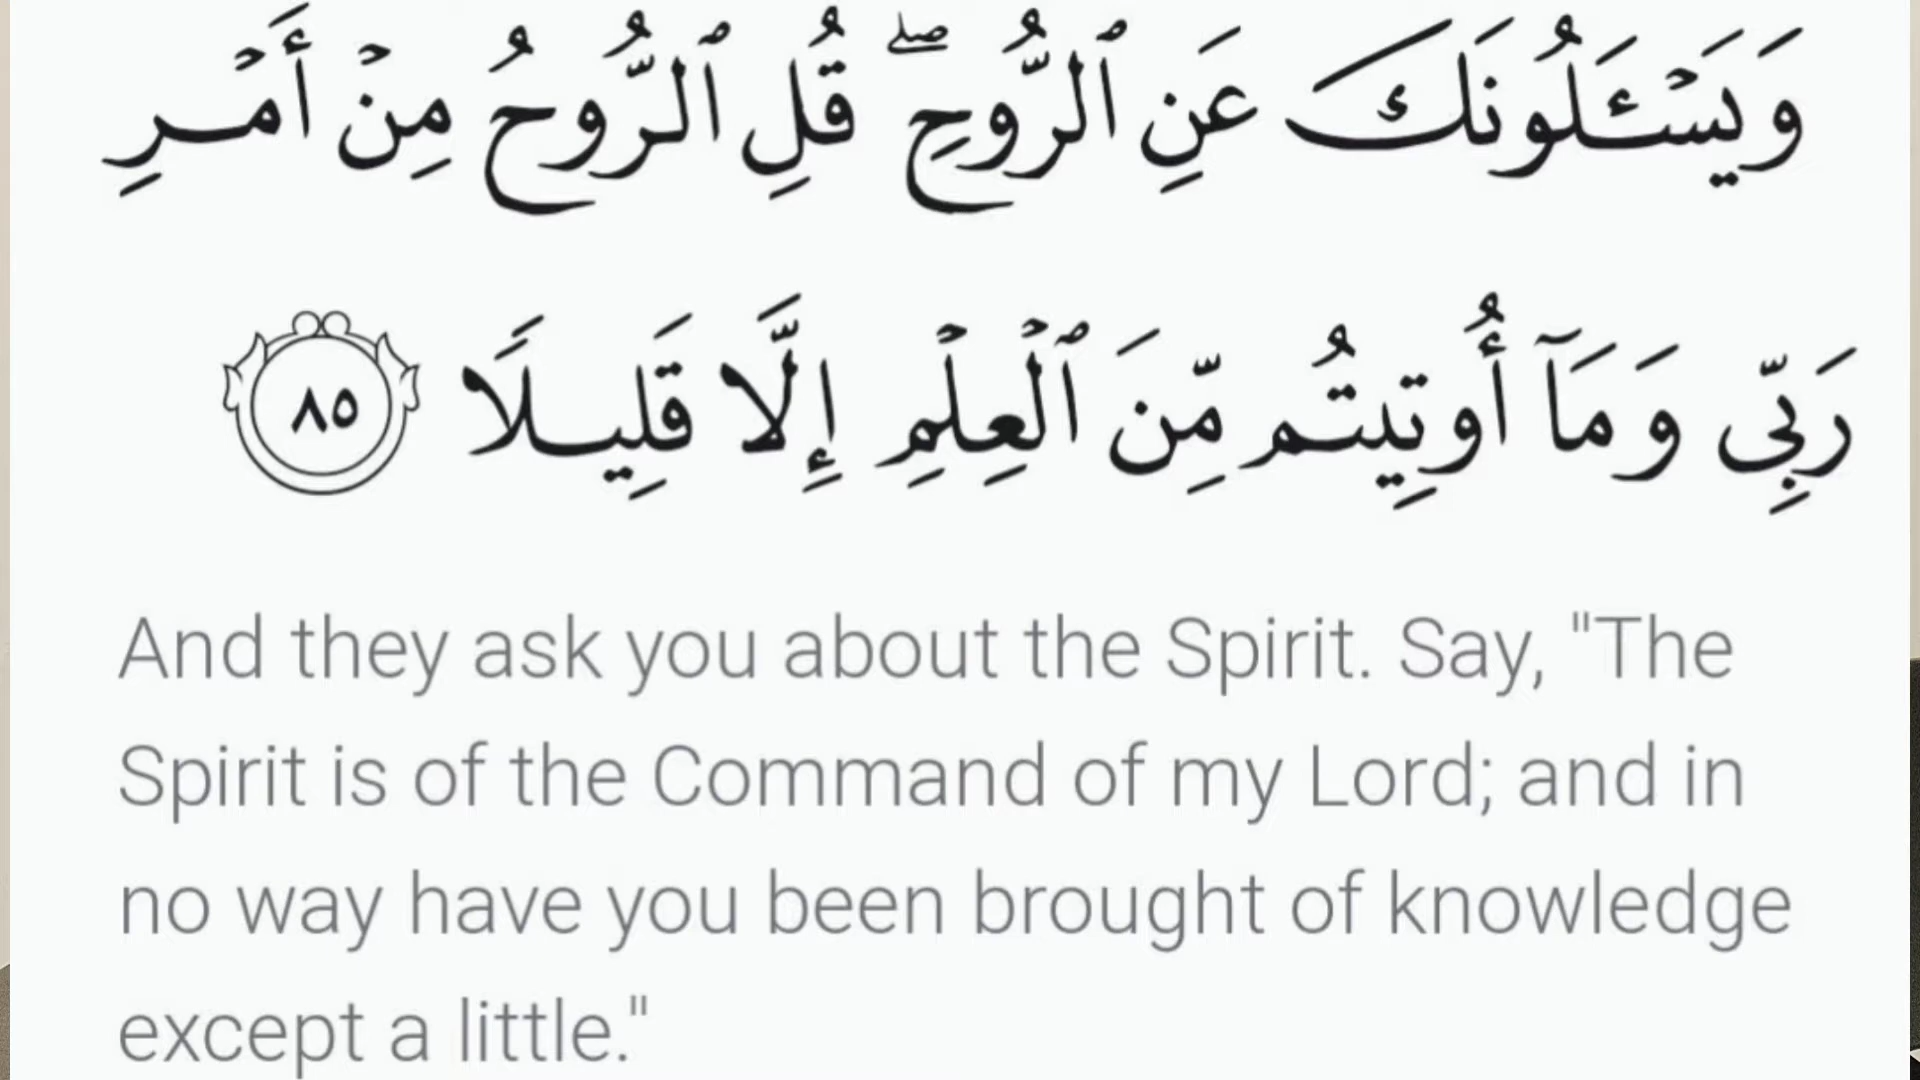 وَيَسْـَٔلُونَكَ عَنِ ٱلرُّوحِ ۖ قُلِ ٱلرُّوحُ مِنْ أَمْرِ
رَبِّى وَمَآ أُوتِيتُم مِّنَ ٱلْعِلْمِ إِلَّا قَلِيلًا ٨٥
And they ask you about the Spirit. Say, "The
Spirit is of the Command of my Lord; and in
no way have you been brought of knowledge
except a little."